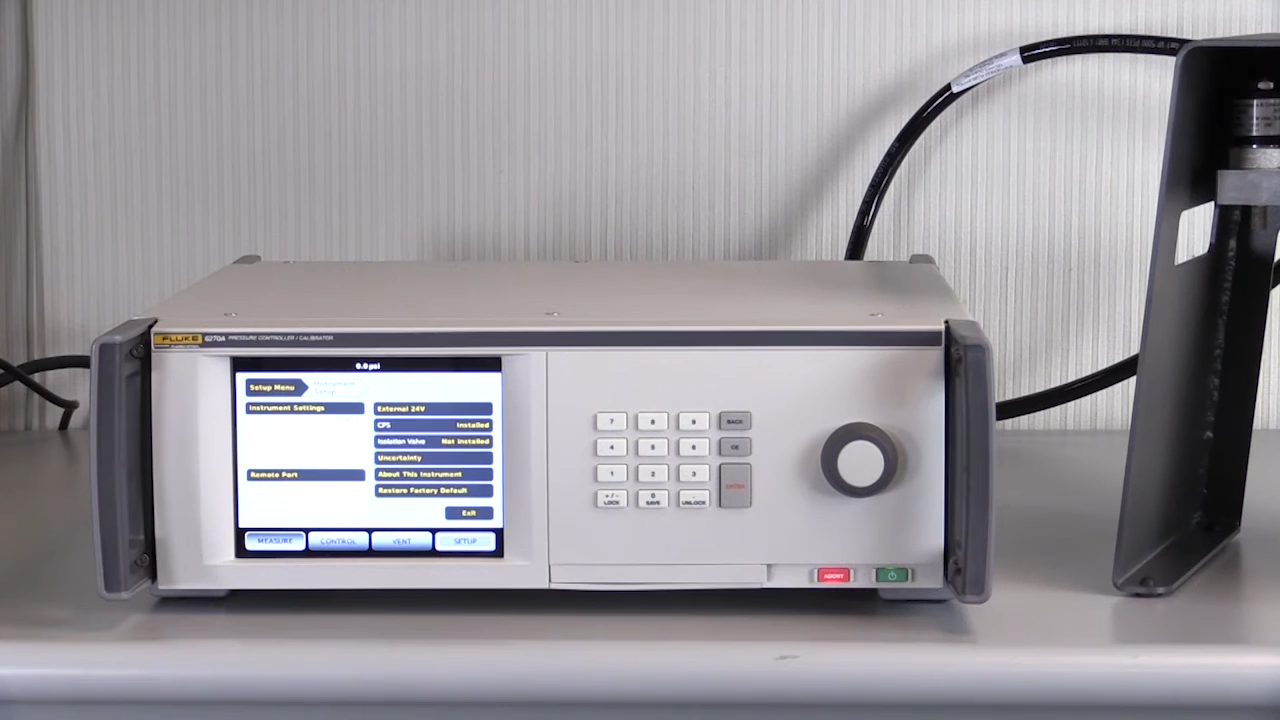 FLUKE 6270A PRESSURE CONTROLLER / CALIBRATOR
0.0 psi
Setup Menu Instrument Setup
Instrument Settings
External 24V
CPS Installed
Isolation Valve Not Installed
Uncertainty
Remote Port
About This Instrument
Restore Factory Default
Exit
MEASURE CONTROL VENT SETUP
7 8 9 BACK
4 5 6 CE
1 2 3 ENTER
+ / - 0 .
LOCK SAVE UNLOCK
ABORT